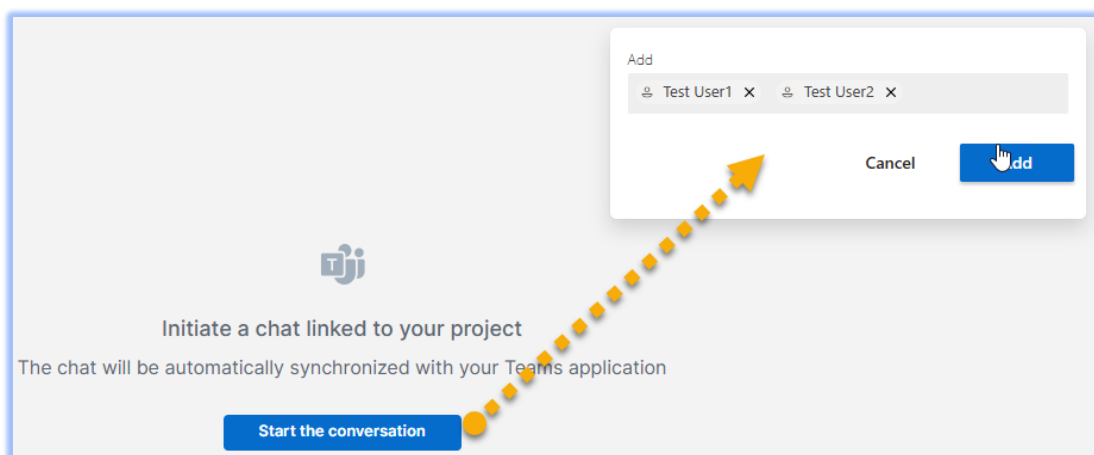 Add
Test User1 Test User2
Cancel Add
T
Initiate a chat linked to your project
The chat will be automatically synchronized with your Teams application
Start the conversation